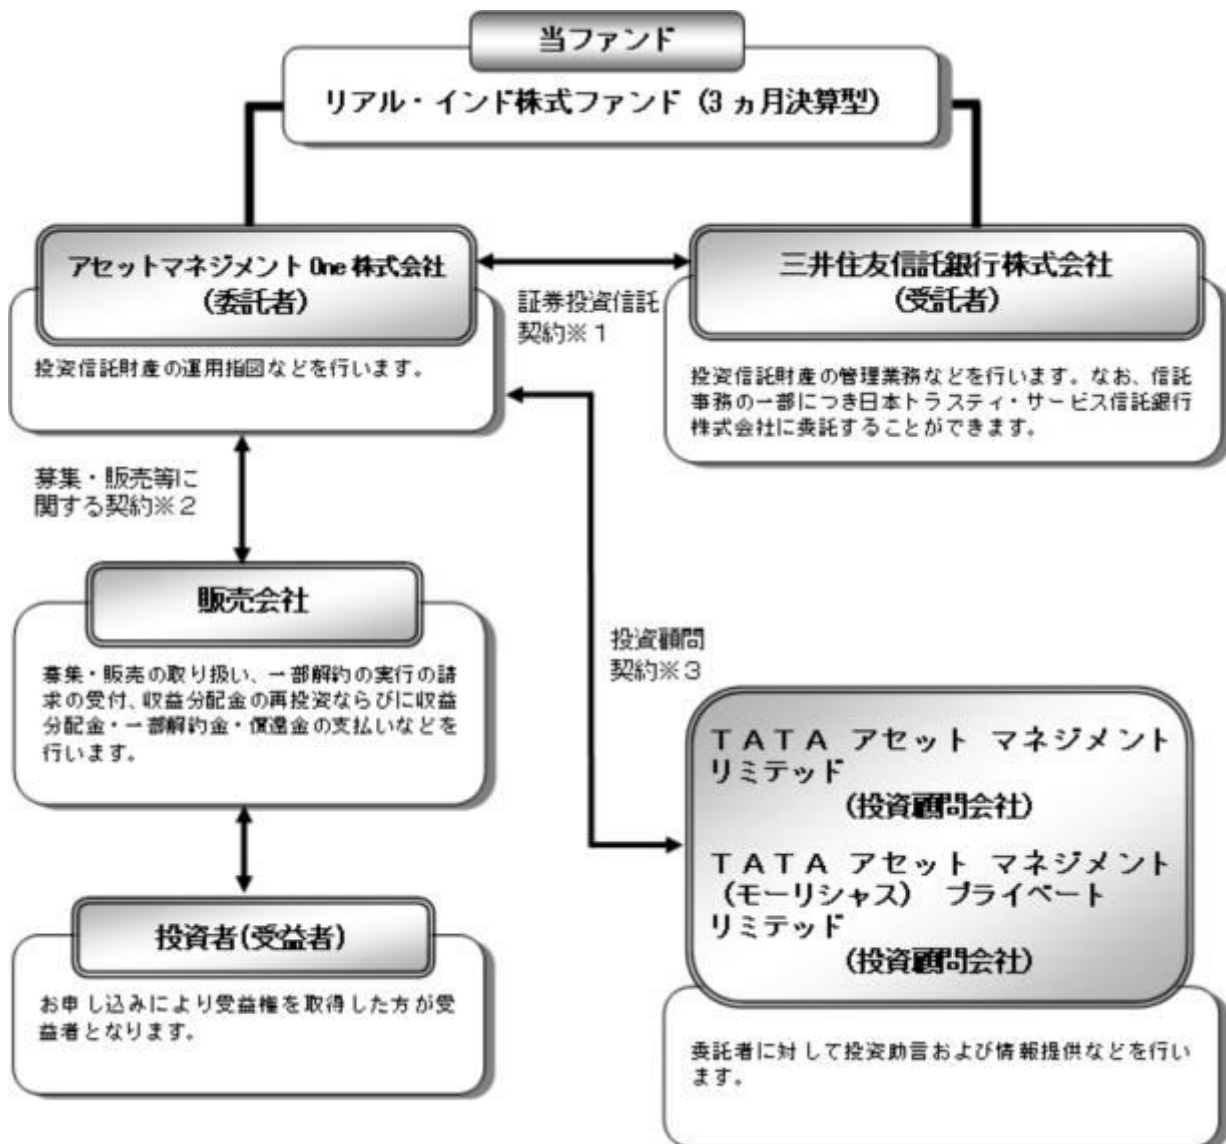 当ファンド
リアル・インド株式ファンド（3ヵ月決算型）
アセットマネジメントOne株式会社
（委託者）
投資信託財産の運用指図などを行います。
証券投資信託
契約※１
三井住友信託銀行株式会社
（受託者）
投資信託財産の管理業務などを行います。なお、信託
事務の一部につき日本トラスティ・サービス信託銀行
株式会社に委託することができます。
募集・販売等に
関する契約※２
販売会社
募集・販売の取り扱い、一部解約の実行の請
求の受付、収益分配金の再投資ならびに収益
分配金・一部解約金・償還金の支払いなどを
行います。
投資顧問
契約※３
ＴＡＴＡ アセット マネジメント
リミテッド
（投資顧問会社）
ＴＡＴＡ アセット マネジメント
（モーリシャス） プライベート
リミテッド
（投資顧問会社）
委託者に対して投資助言および情報提供などを行い
ます。
投資者（受益者）
お申し込みにより受益権を取得した方が受
益者となります。